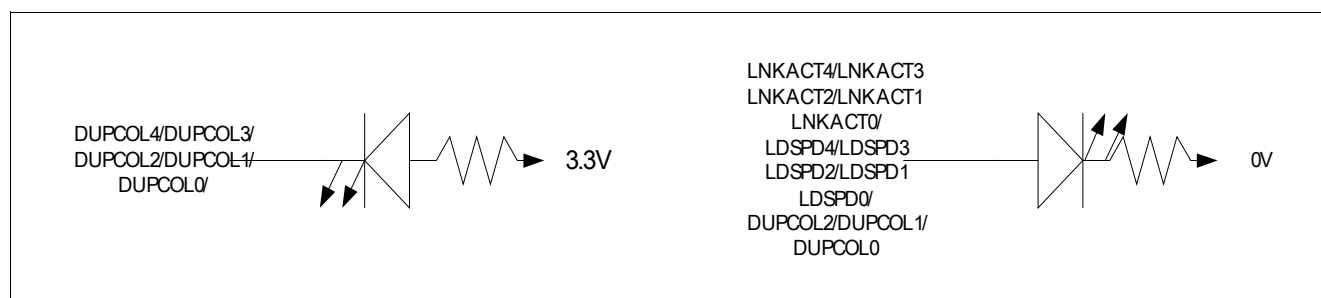 DUPCOL4/DUPCOL3/
DUPCOL2/DUPCOL1/
DUPCOL0/
3.3V
LNKACT4/LNKACT3
LNKACT2/LNKACT1
LNKACT0/
LDSPD4/LDSPD3
LDSPD2/LDSPD1
LDSPD0/
DUPCOL2/DUPCOL1/
DUPCOL0
0V